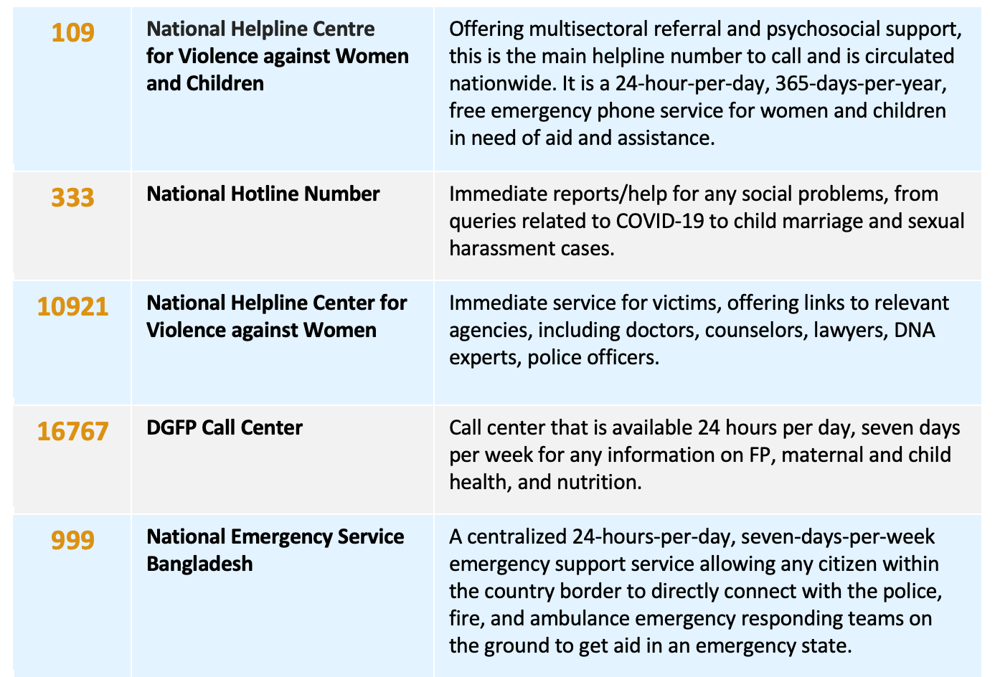 109
National Helpline Centre
for Violence against Women
and Children
Offering multisectoral referral and psychosocial support,
this is the main helpline number to call and is circulated
nationwide. It is a 24-hour-per-day, 365-days-per-year,
free emergency phone service for women and children
in need of aid and assistance.
333
National Hotline Number
Immediate reports/help for any social problems, from
queries related to COVID-19 to child marriage and sexual
harassment cases.
10921
National Helpline Center for
Violence against Women
Immediate service for victims, offering links to relevant
agencies, including doctors, counselors, lawyers, DNA
experts, police officers.
16767
DGFP Call Center
Call center that is available 24 hours per day, seven days
per week for any information on FP, maternal and child
health, and nutrition.
999
National Emergency Service
Bangladesh
A centralized 24-hours-per-day, seven-days-per-week
emergency support service allowing any citizen within
the country border to directly connect with the police,
fire, and ambulance emergency responding teams on
the ground to get aid in an emergency state.